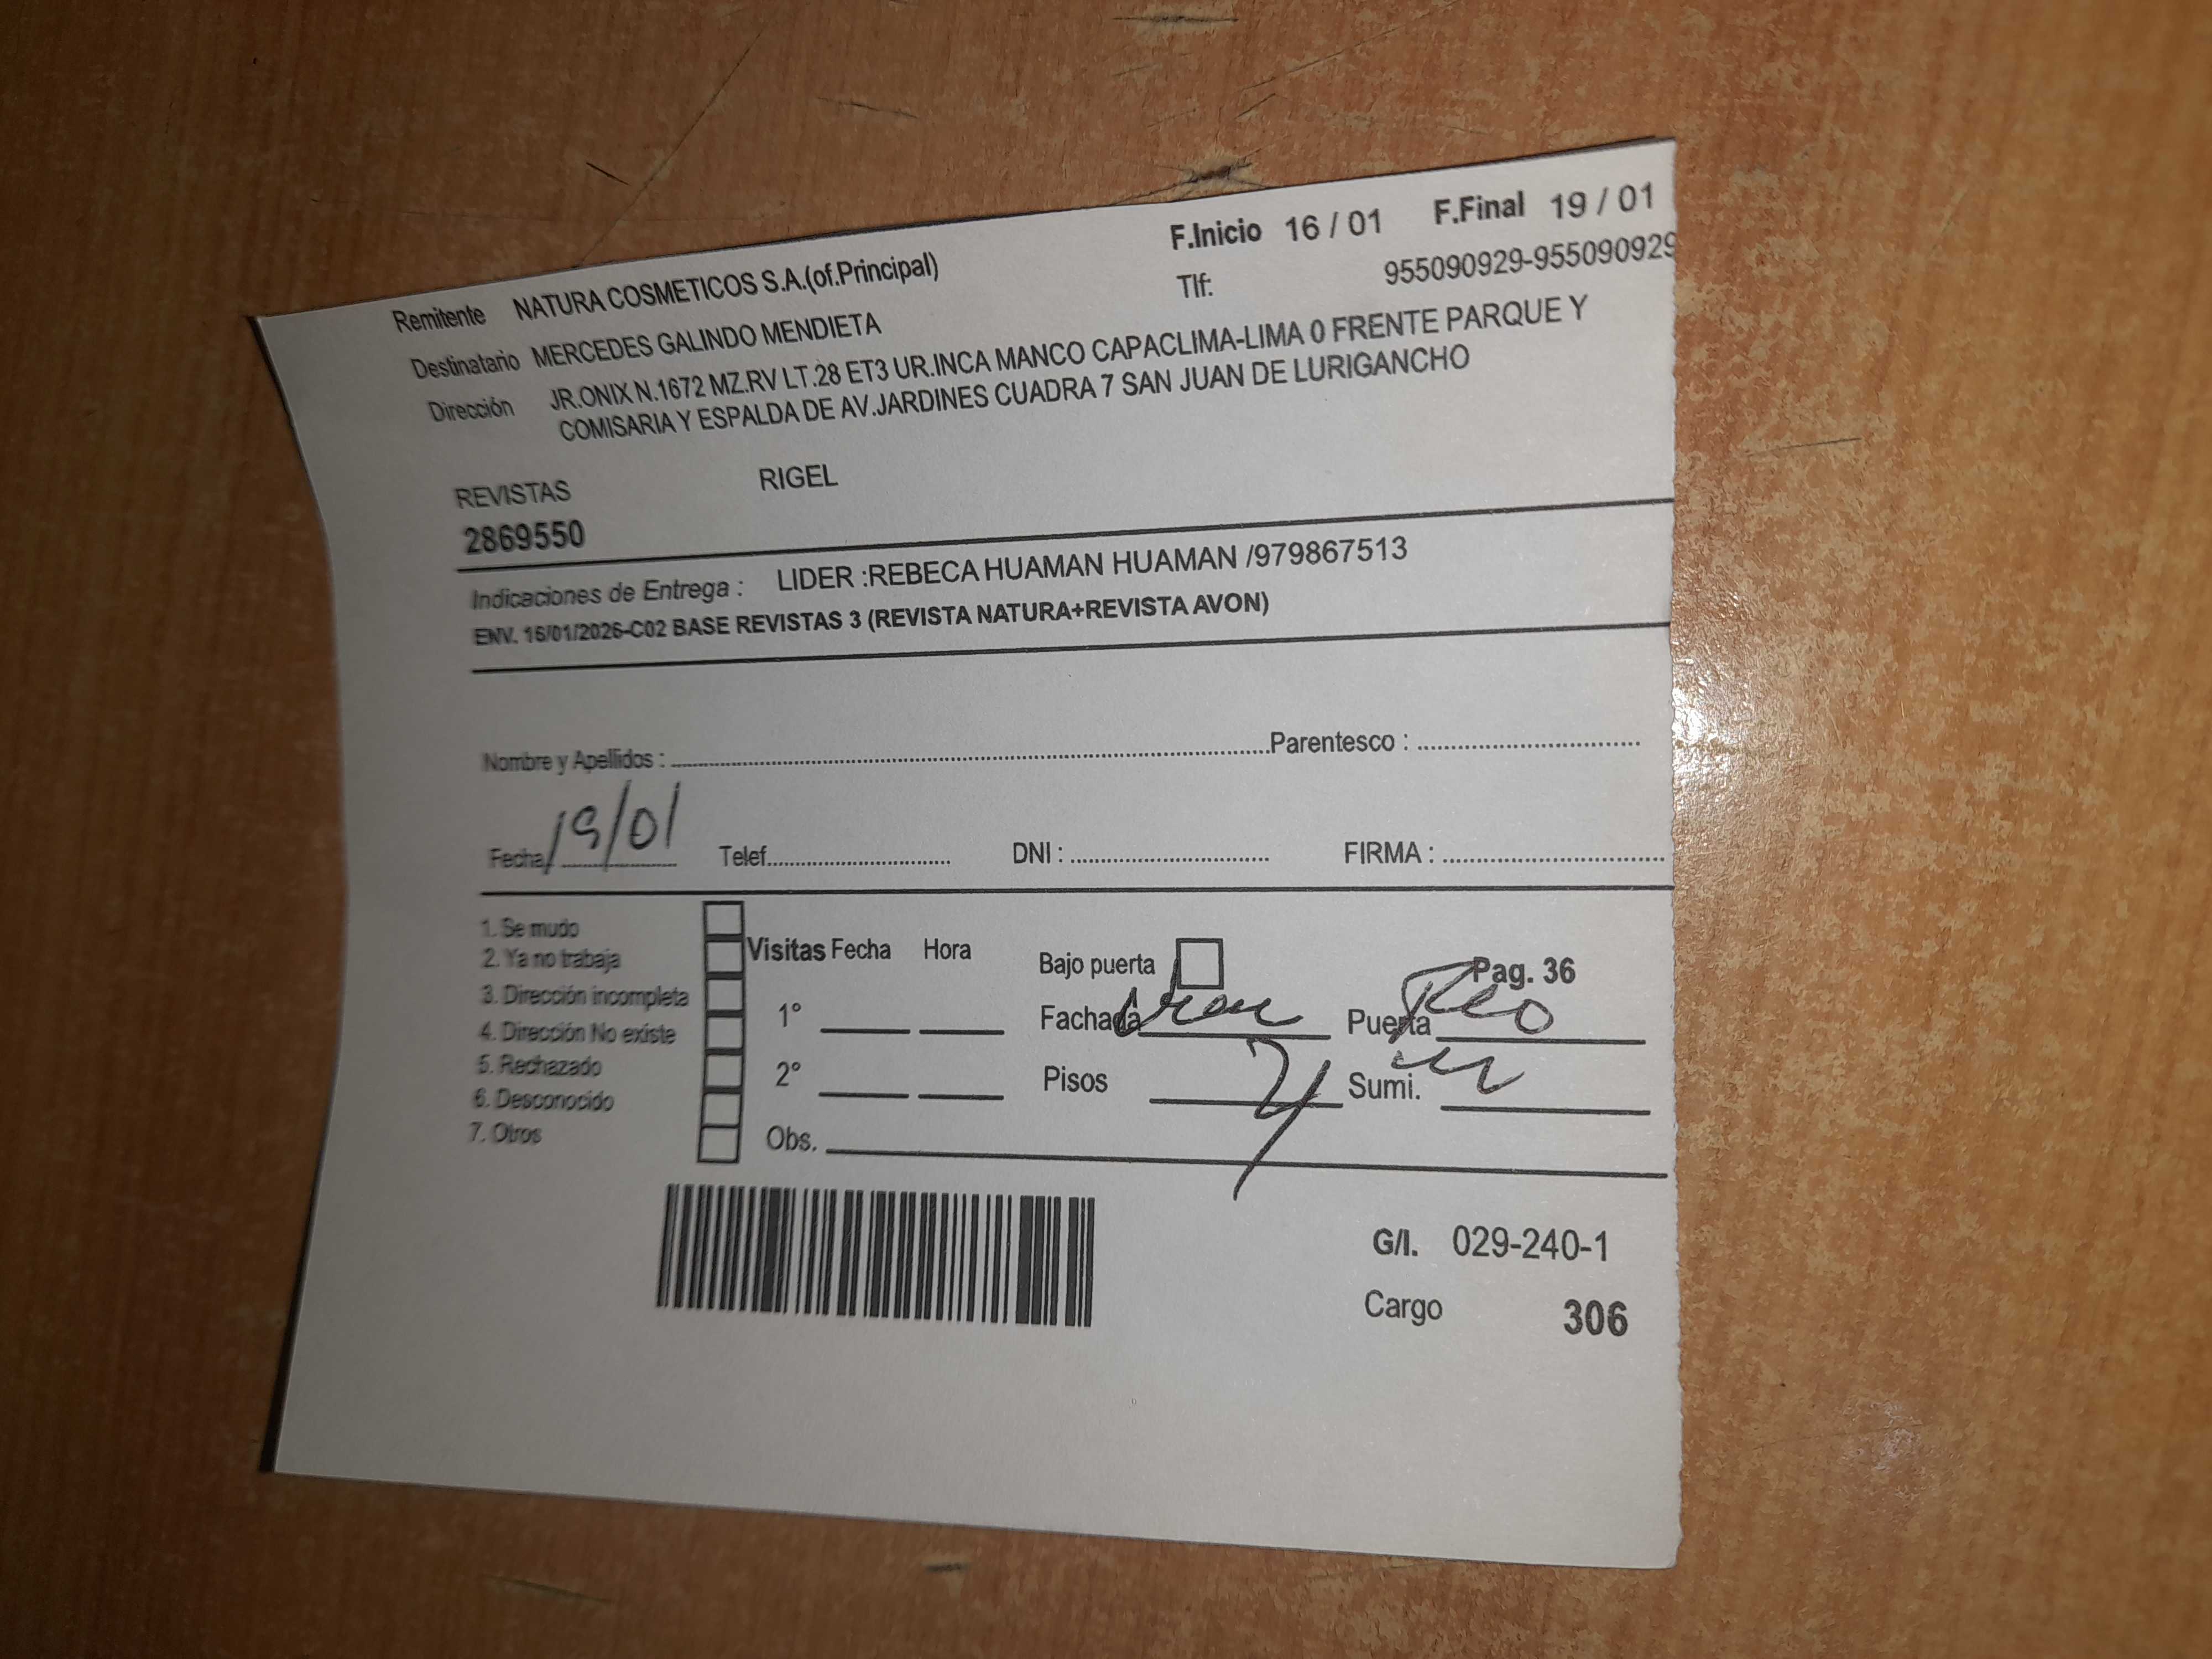 F.Inicio 16 / 01 F.Final 19 / 01
Remitente NATURA COSMETICOS S.A.(of.Principal) Tlf: 955090929-955090929
Destinatario MERCEDES GALINDO MENDIETA
Dirección JR.ONIX N.1672 MZ.RV LT.28 ET3 UR.INCA MANCO CAPACLIMA-LIMA 0 FRENTE PARQUE Y
COMISARIA Y ESPALDA DE AV.JARDINES CUADRA 7 SAN JUAN DE LURIGANCHO
REVISTAS RIGEL
2869550
Indicaciones de Entrega : LIDER :REBECA HUAMAN HUAMAN /979867513
ENV. 16/01/2026-C02 BASE REVISTAS 3 (REVISTA NATURA+REVISTA AVON)
Nombre y Apellidos : Parentesco :
Fecha 19/01 Telef. DNI : FIRMA :
1. Se mudo
2. Ya no trabaja
3. Dirección incompleta
4. Dirección No existe
5. Rechazado
6. Desconocido
7. Otros
Visitas Fecha Hora
1°
2°
Obs.
Bajo puerta Pag. 36
Fachada Puerta
Pisos Sumi.
G/I. 029-240-1
Cargo 306